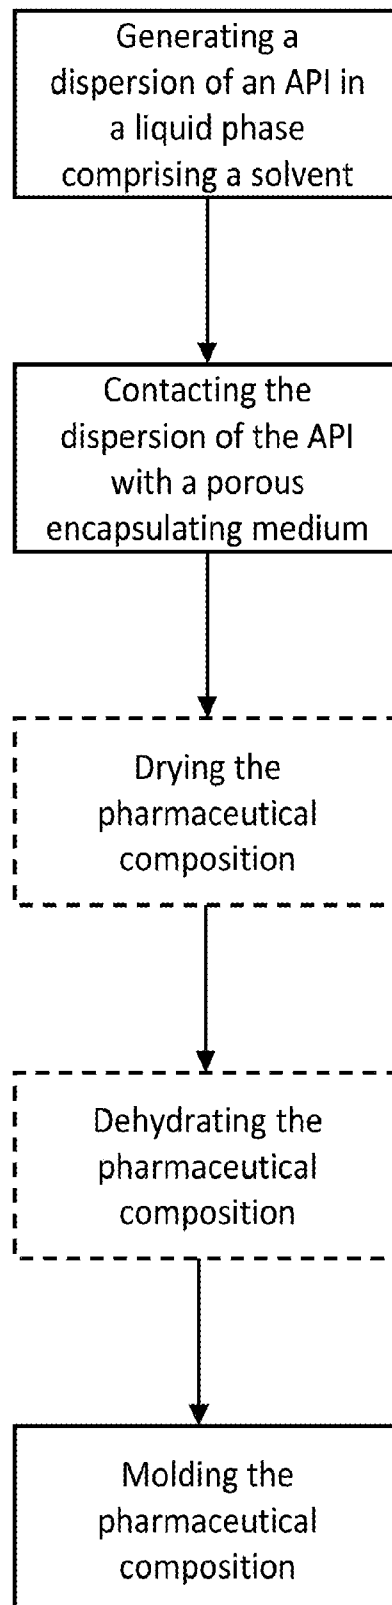 Generating a
dispersion of an API in
a liquid phase
comprising a solvent
Contacting the
dispersion of the API
with a porous
encapsulating medium
Drying the
pharmaceutical
composition
Dehydrating the
pharmaceutical
composition
Molding the
pharmaceutical
composition